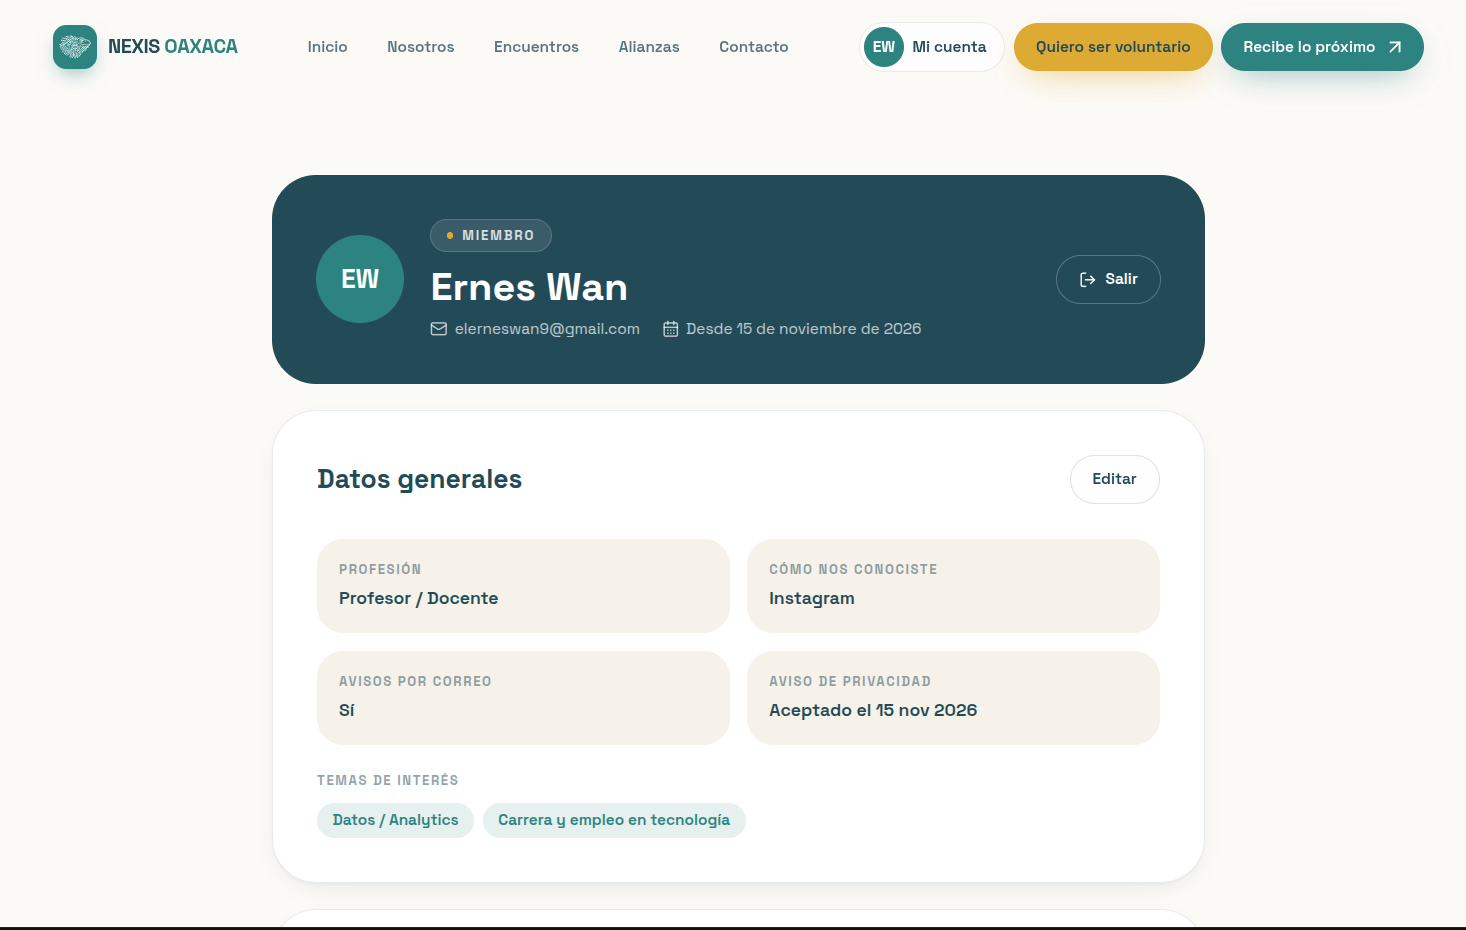 NEXIS OAXACA
Inicio
Nosotros
Encuentros
Alianzas
Contacto
EW
Mi cuenta
Quiero ser voluntario
Recibe lo próximo
EW
MIEMBRO
Ernes Wan
elerneswan9@gmail.com
Desde 15 de noviembre de 2026
Salir
Datos generales
Editar
PROFESIÓN
Profesor / Docente
CÓMO NOS CONOCISTE
Instagram
AVISOS POR CORREO
Sí
AVISO DE PRIVACIDAD
Aceptado el 15 nov 2026
TEMAS DE INTERÉS
Datos / Analytics
Carrera y empleo en tecnología